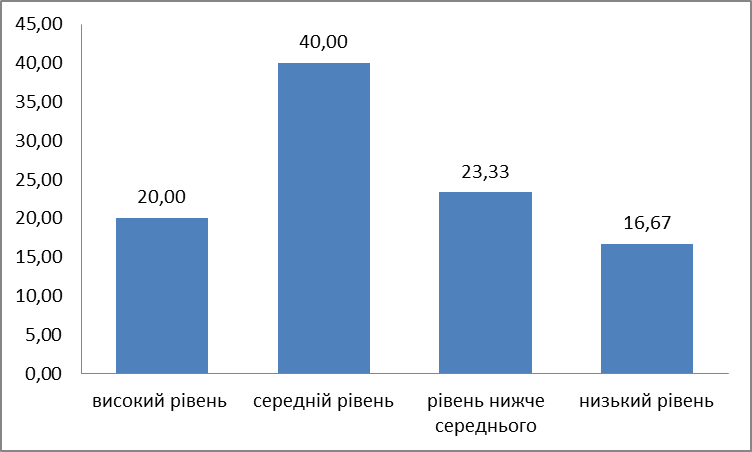 45,00
40,00
35,00
30,00
25,00
20,00
15,00
10,00
5,00
0,00
20,00
40,00
23,33
16,67
високий рівень
середній рівень
рівень нижче
середнього
низький рівень